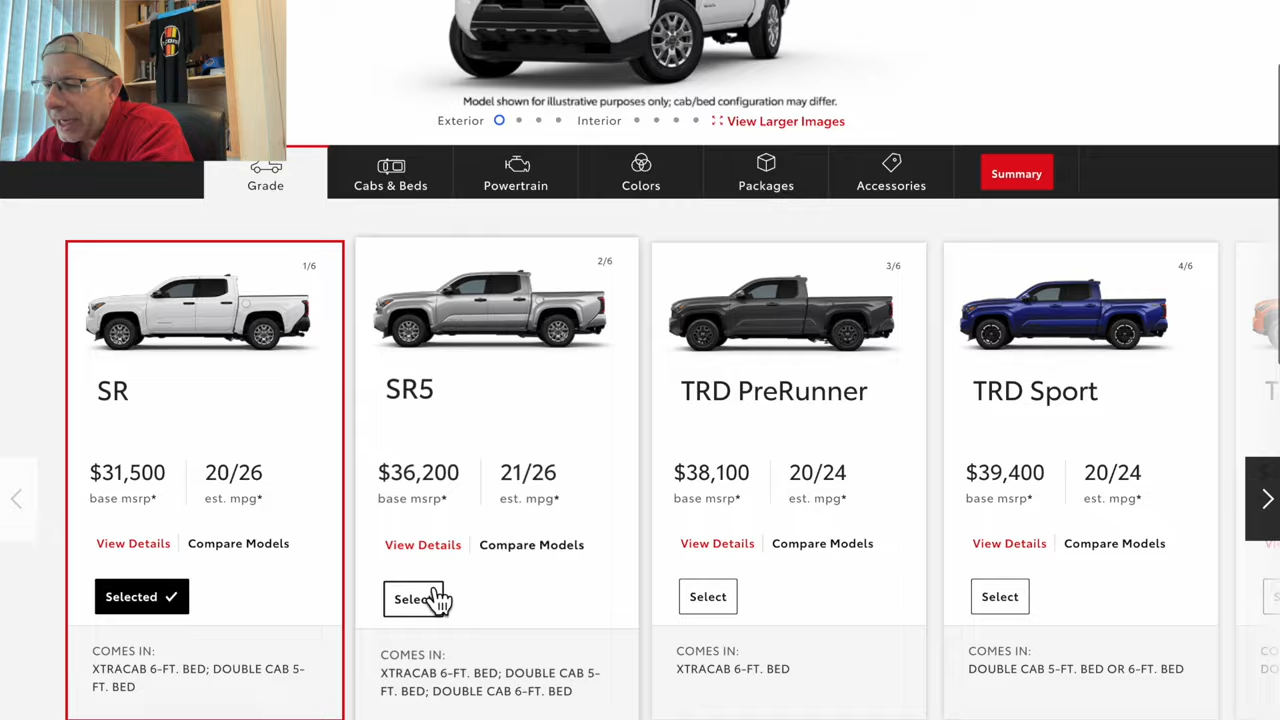 Model shown for illustrative purposes only; cab/bed configuration may differ.
Exterior Interior View Larger Images
Grade
Cabs & Beds
Powertrain
Colors
Packages
Accessories
Summary
1/6
SR
$31,500 20/26
base msrp* est. mpg*
View Details Compare Models
Selected
COMES IN:
XTRACAB 6-FT. BED; DOUBLE CAB 5-
FT. BED
2/6
SR5
$36,200 21/26
base msrp* est. mpg*
View Details Compare Models
COMES IN:
XTRACAB 6-FT. BED; DOUBLE CAB 5-
FT. BED; DOUBLE CAB 6-FT. BED
3/6
TRD PreRunner
$38,100 20/24
base msrp* est. mpg*
View Details Compare Models
Select
COMES IN:
XTRACAB 6-FT. BED
4/6
TRD Sport
$39,400 20/24
base msrp* est. mpg*
View Details Compare Models
Select
COMES IN:
DOUBLE CAB 5-FT. BED OR 6-FT. BED